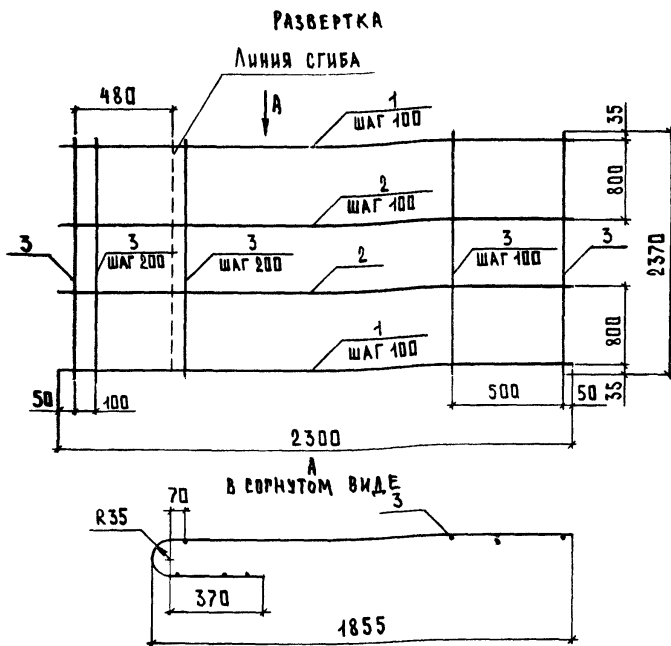 РАЗВЕРТКА
ЛИНИЯ СГИБА
480
А
1
ШАГ 100
35
2
ШАГ 100
800
3
3
ШАГ 200
3
ШАГ 200
2
3
ШАГ 100
3
2370
1
ШАГ 100
800
50
100
500
50
35
2300
А
В СОГНУТОМ ВИДЕ
70
3
R35
370
1855